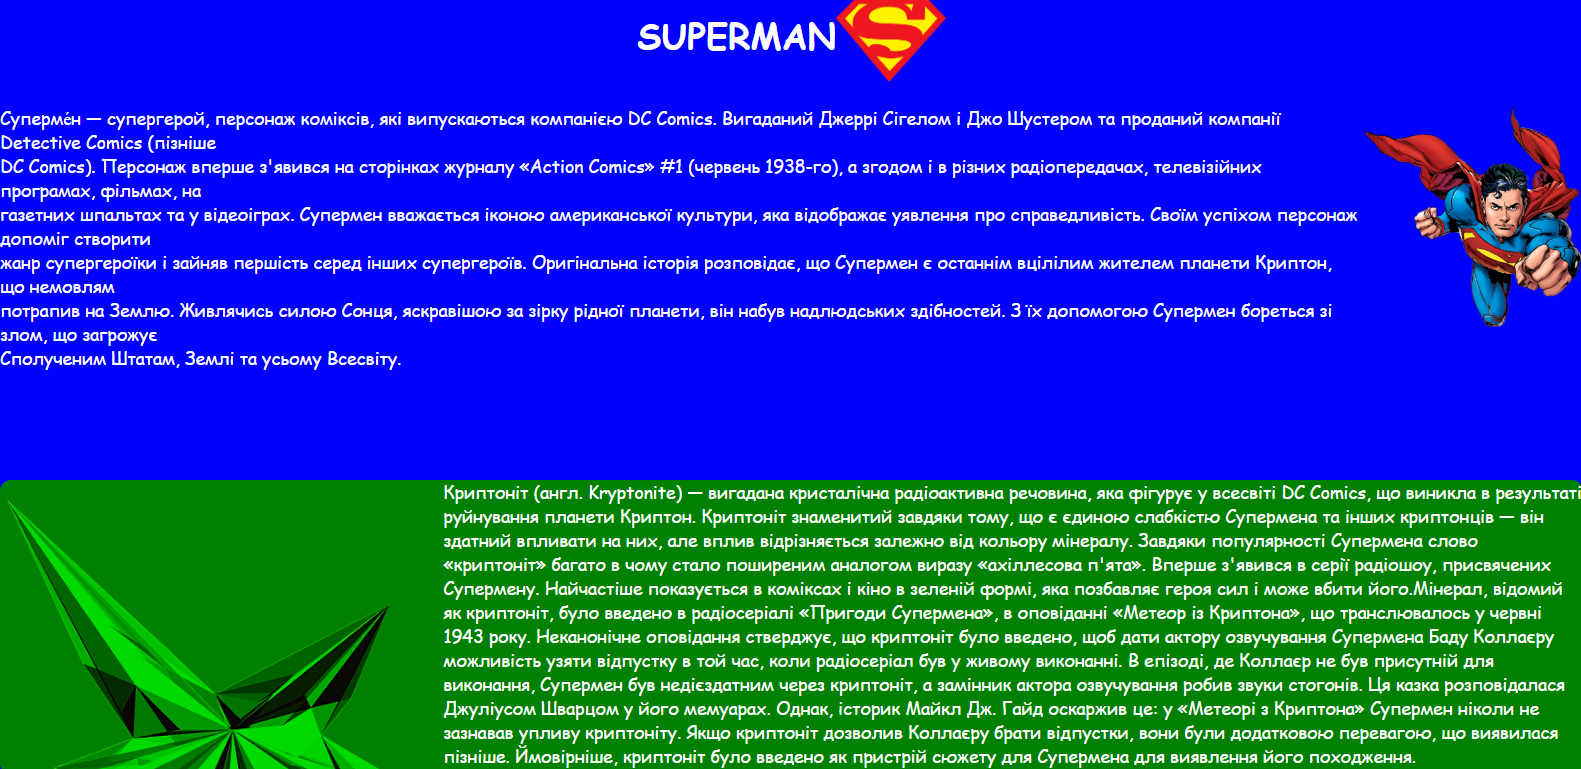 SUPERMAN
Суперме́н — супергерой, персонаж коміксів, які випускаються компанією DC Comics. Вигаданий Джеррі Сігелом і Джо Шустером та проданий компанії
Detective Comics (пізніше
DC Comics). Персонаж вперше з'явився на сторінках журналу «Action Comics» #1 (червень 1938-го), а згодом і в різних радіопередачах, телевізійних
програмах, фільмах, на
газетних шпальтах та у відеоіграх. Супермен вважається іконою американської культури, яка відображає уявлення про справедливість. Своїм успіхом персонаж
допоміг створити
жанр супергероїки і зайняв першість серед інших супергероїв. Оригінальна історія розповідає, що Супермен є останнім вцілілим жителем планети Криптон,
що немовлям
потрапив на Землю. Живлячись силою Сонця, яскравішою за зірку рідної планети, він набув надлюдських здібностей. З їх допомогою Супермен бореться зі
злом, що загрожує
Сполученим Штатам, Землі та усьому Всесвіту.
Криптоніт (англ. Kryptonite) — вигадана кристалічна радіоактивна речовина, яка фігурує у всесвіті DC Comics, що виникла в результаті
руйнування планети Криптон. Криптоніт знаменитий завдяки тому, що є єдиною слабкістю Супермена та інших криптонців — він
здатний впливати на них, але вплив відрізняється залежно від кольору мінералу. Завдяки популярності Супермена слово
«криптоніт» багато в чому стало поширеним аналогом виразу «ахіллесова п'ята». Вперше з'явився в серії радіошоу, присвячених
Супермену. Найчастіше показується в коміксах і кіно в зеленій формі, яка позбавляє героя сил і може вбити його.Мінерал, відомий
як криптоніт, було введено в радіосеріалі «Пригоди Супермена», в оповіданні «Метеор із Криптона», що транслювалось у червні
1943 року. Неканонічне оповідання стверджує, що криптоніт було введено, щоб дати актору озвучування Супермена Баду Коллаєру
можливість узяти відпустку в той час, коли радіосеріал був у живому виконанні. В епізоді, де Коллаєр не був присутній для
виконання, Супермен був недієздатним через криптоніт, а замінник актора озвучування робив звуки стогонів. Ця казка розповідалася
Джуліусом Шварцом у його мемуарах. Однак, історик Майкл Дж. Гайд оскаржив це: у «Метеорі з Криптона» Супермен ніколи не
зазнавав упливу криптоніту. Якщо криптоніт дозволив Коллаєру брати відпустки, вони були додатковою перевагою, що виявилася
пізніше. Ймовірніше, криптоніт було введено як пристрій сюжету для Супермена для виявлення його походження.